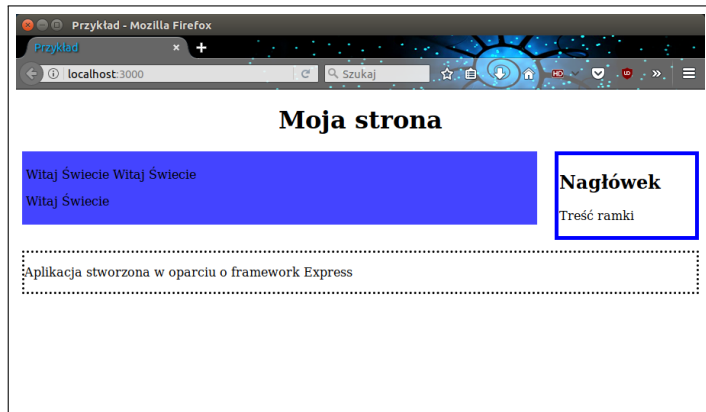 Przykład - Mozilla Firefox
Przykład × +
localhost:3000 Szukaj
Moja strona
Witaj Świecie Witaj Świecie
Witaj Świecie
Nagłówek
Treść ramki
Aplikacja stworzona w oparciu o framework Express